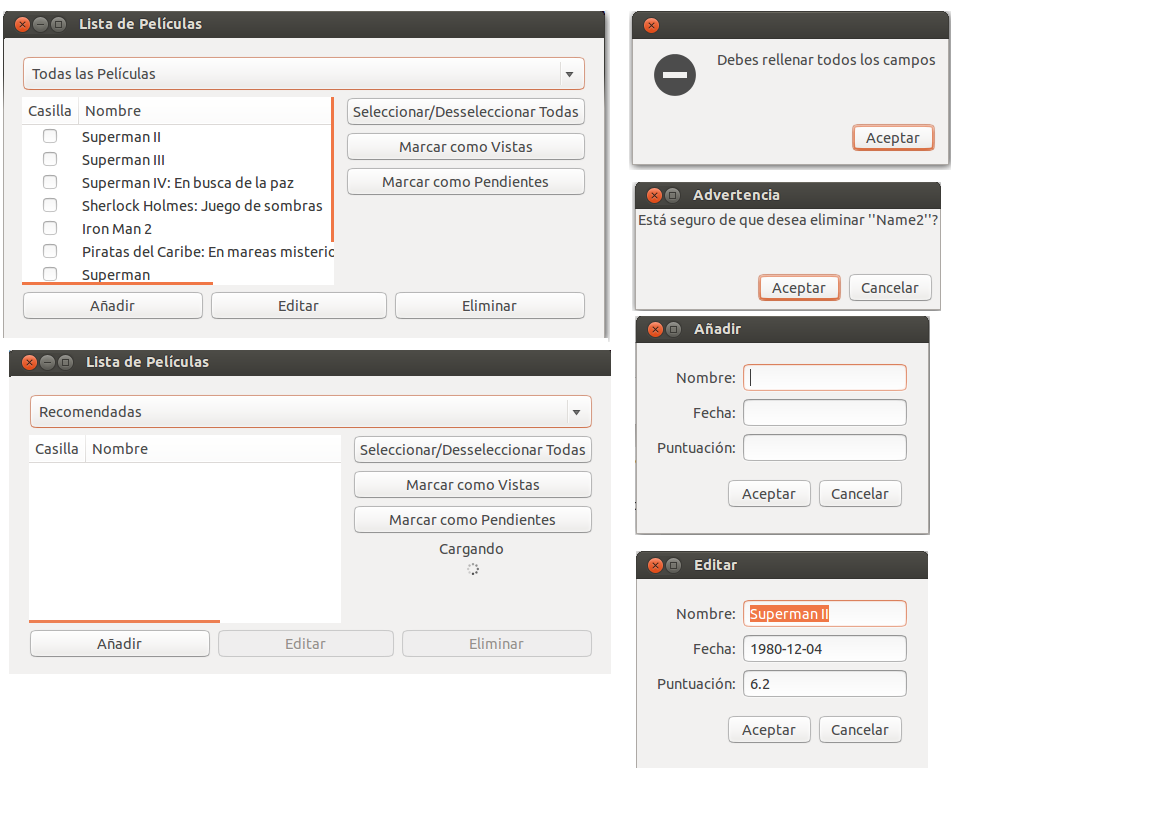 Lista de Películas
Todas las Películas
Casilla Nombre
Superman II
Superman III
Superman IV: En busca de la paz
Sherlock Holmes: Juego de sombras
Iron Man 2
Piratas del Caribe: En mareas misterio
Superman
Seleccionar/Desseleccionar Todas
Marcar como Vistas
Marcar como Pendientes
Añadir Editar Eliminar
Lista de Películas
Recomendadas
Casilla Nombre
Seleccionar/Desseleccionar Todas
Marcar como Vistas
Marcar como Pendientes
Cargando
Añadir Editar Eliminar
Debes rellenar todos los campos
Aceptar
Advertencia
Está seguro de que desea eliminar ''Name2''?
Aceptar Cancelar
Añadir
Nombre:
Fecha:
Puntuación:
Aceptar Cancelar
Editar
Nombre: Superman II
Fecha: 1980-12-04
Puntuación: 6.2
Aceptar Cancelar